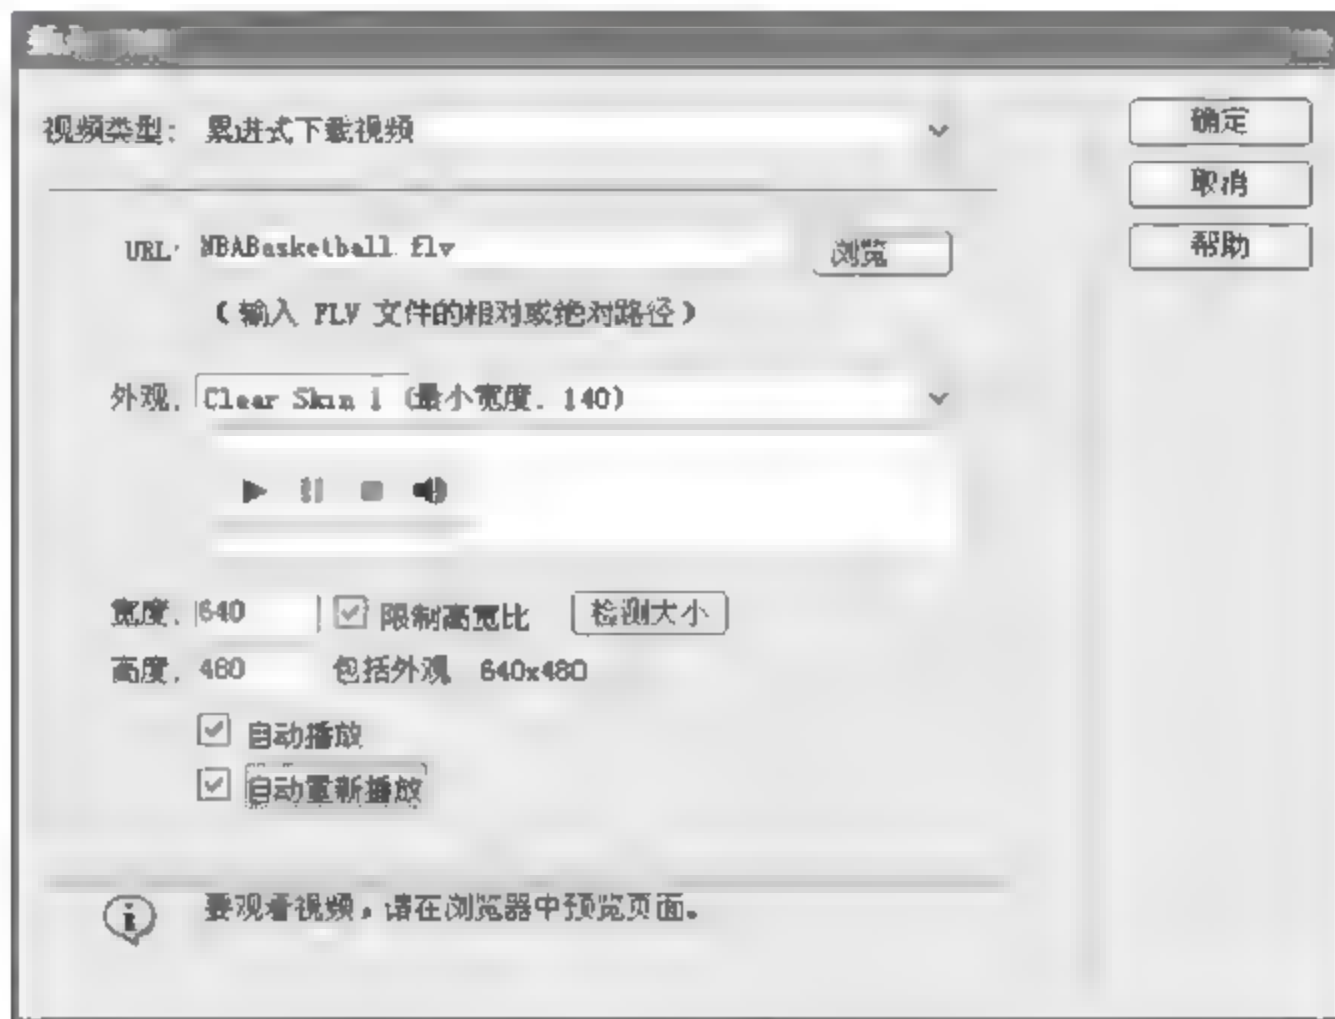 视频类型： 累进式下载视频
确定
取消
URL: NBABasketball.flv
浏览
帮助
（输入 FLV 文件的相对或绝对路径）
外观: Clear Skin 1 (最小宽度: 140)
宽度: 640 限制高宽比 检测大小
高度: 480 包括外观 640x480
自动播放
自动重新播放
要观看视频，请在浏览器中预览页面。